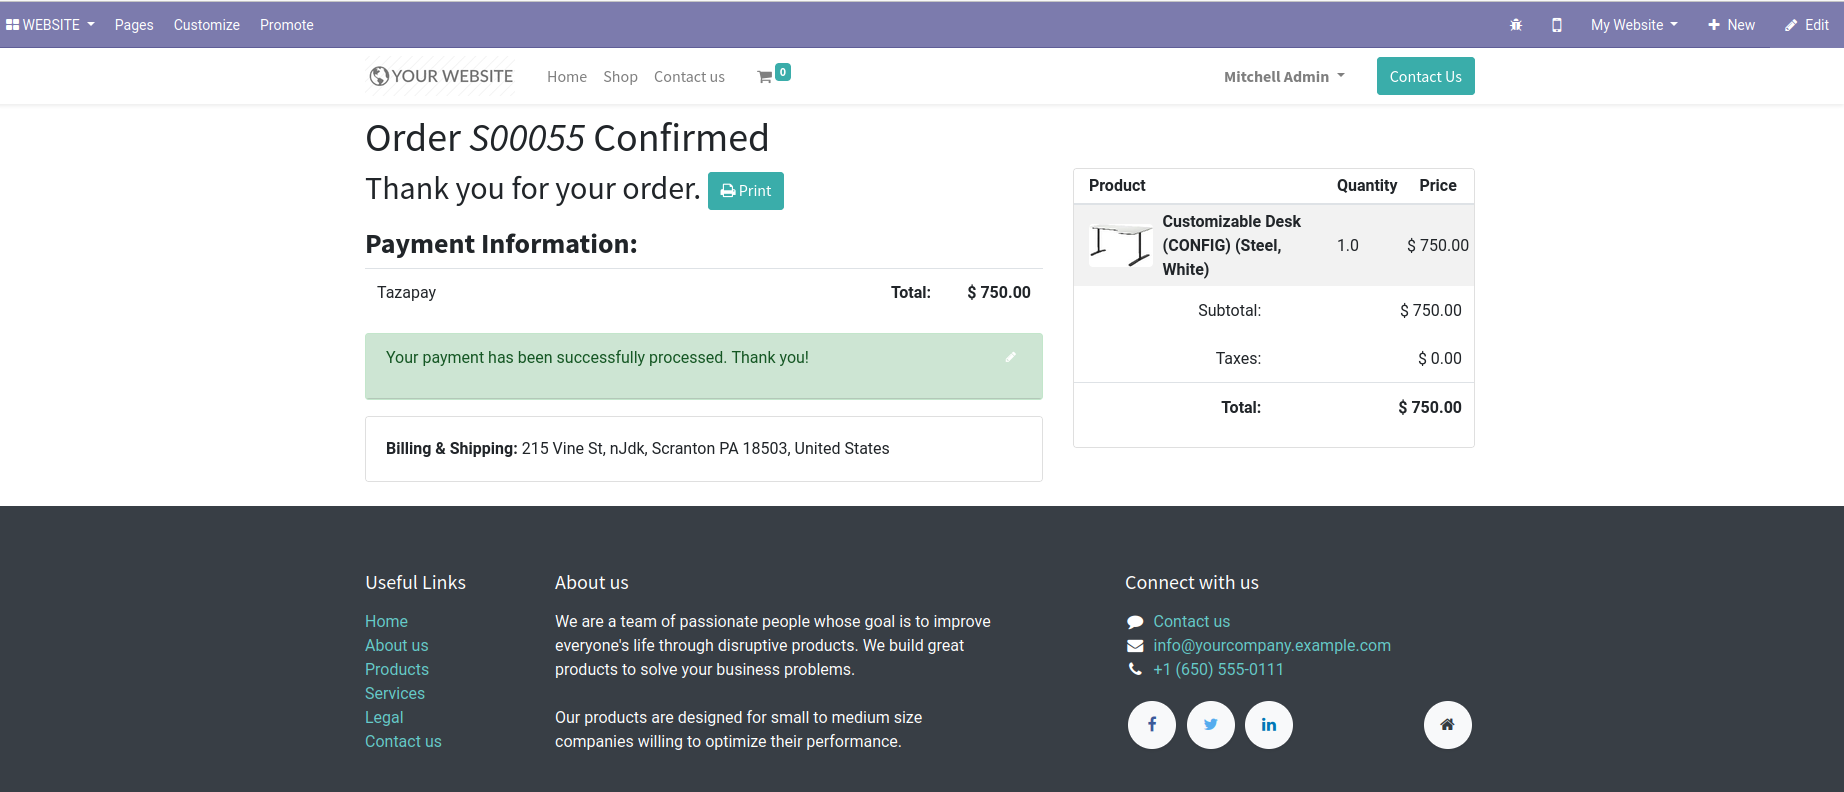 WEBSITE Pages Customize Promote My Website New Edit
YOUR WEBSITE Home Shop Contact us 0 Mitchell Admin Contact Us
Order S00055 Confirmed
Thank you for your order. Print
Payment Information:
Tazapay Total: $ 750.00
Your payment has been successfully processed. Thank you!
Billing & Shipping: 215 Vine St, nJdk, Scranton PA 18503, United States
Product Quantity Price
Customizable Desk
(CONFIG) (Steel, 1.0 $ 750.00
White)
Subtotal: $ 750.00
Taxes: $ 0.00
Total: $ 750.00
Useful Links
Home
About us
Products
Services
Legal
Contact us
About us
We are a team of passionate people whose goal is to improve
everyone's life through disruptive products. We build great
products to solve your business problems.
Our products are designed for small to medium size
companies willing to optimize their performance.
Connect with us
Contact us
info@yourcompany.example.com
+1 (650) 555-0111